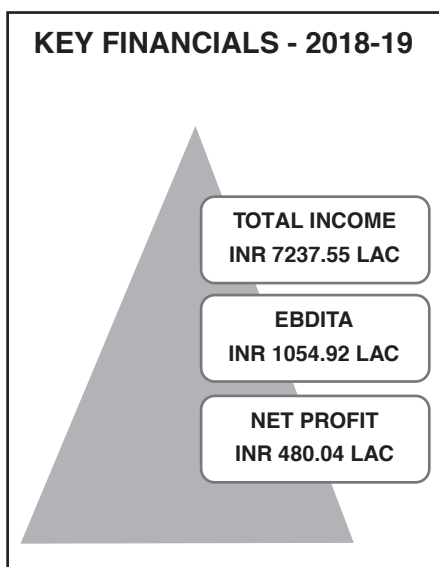 KEY FINANCIALS - 2018-19
TOTAL INCOME
INR 7237.55 LAC
EBDITA
INR 1054.92 LAC
NET PROFIT
INR 480.04 LAC